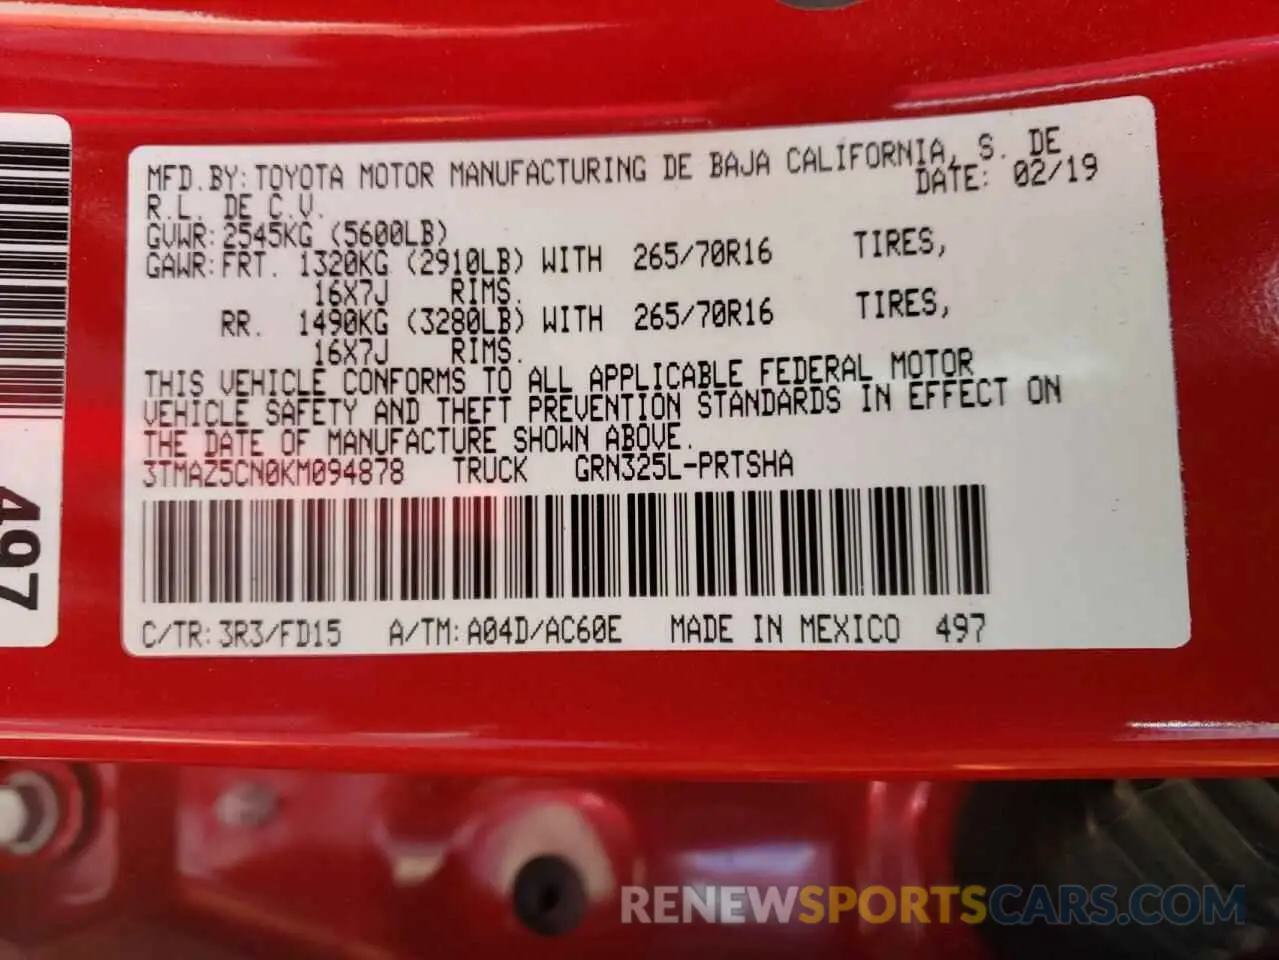 MFD.BY:TOYOTA MOTOR MANUFACTURING DE BAJA CALIFORNIA, S. DE
R.L. DE C.V. DATE: 02/19
GVWR:2545KG (5600LB)
GAWR:FRT. 1320KG (2910LB) WITH 265/70R16 TIRES,
16X7J RIMS.
RR. 1490KG (3280LB) WITH 265/70R16 TIRES,
16X7J RIMS.
THIS VEHICLE CONFORMS TO ALL APPLICABLE FEDERAL MOTOR
VEHICLE SAFETY AND THEFT PREVENTION STANDARDS IN EFFECT ON
THE DATE OF MANUFACTURE SHOWN ABOVE.
3TMAZ5CN0KM094878 TRUCK GRN325L-PRTSHA
C/TR:3R3/FD15 A/TM:A04D/AC60E MADE IN MEXICO 497
497
RENEWSPORTSCARS.COM